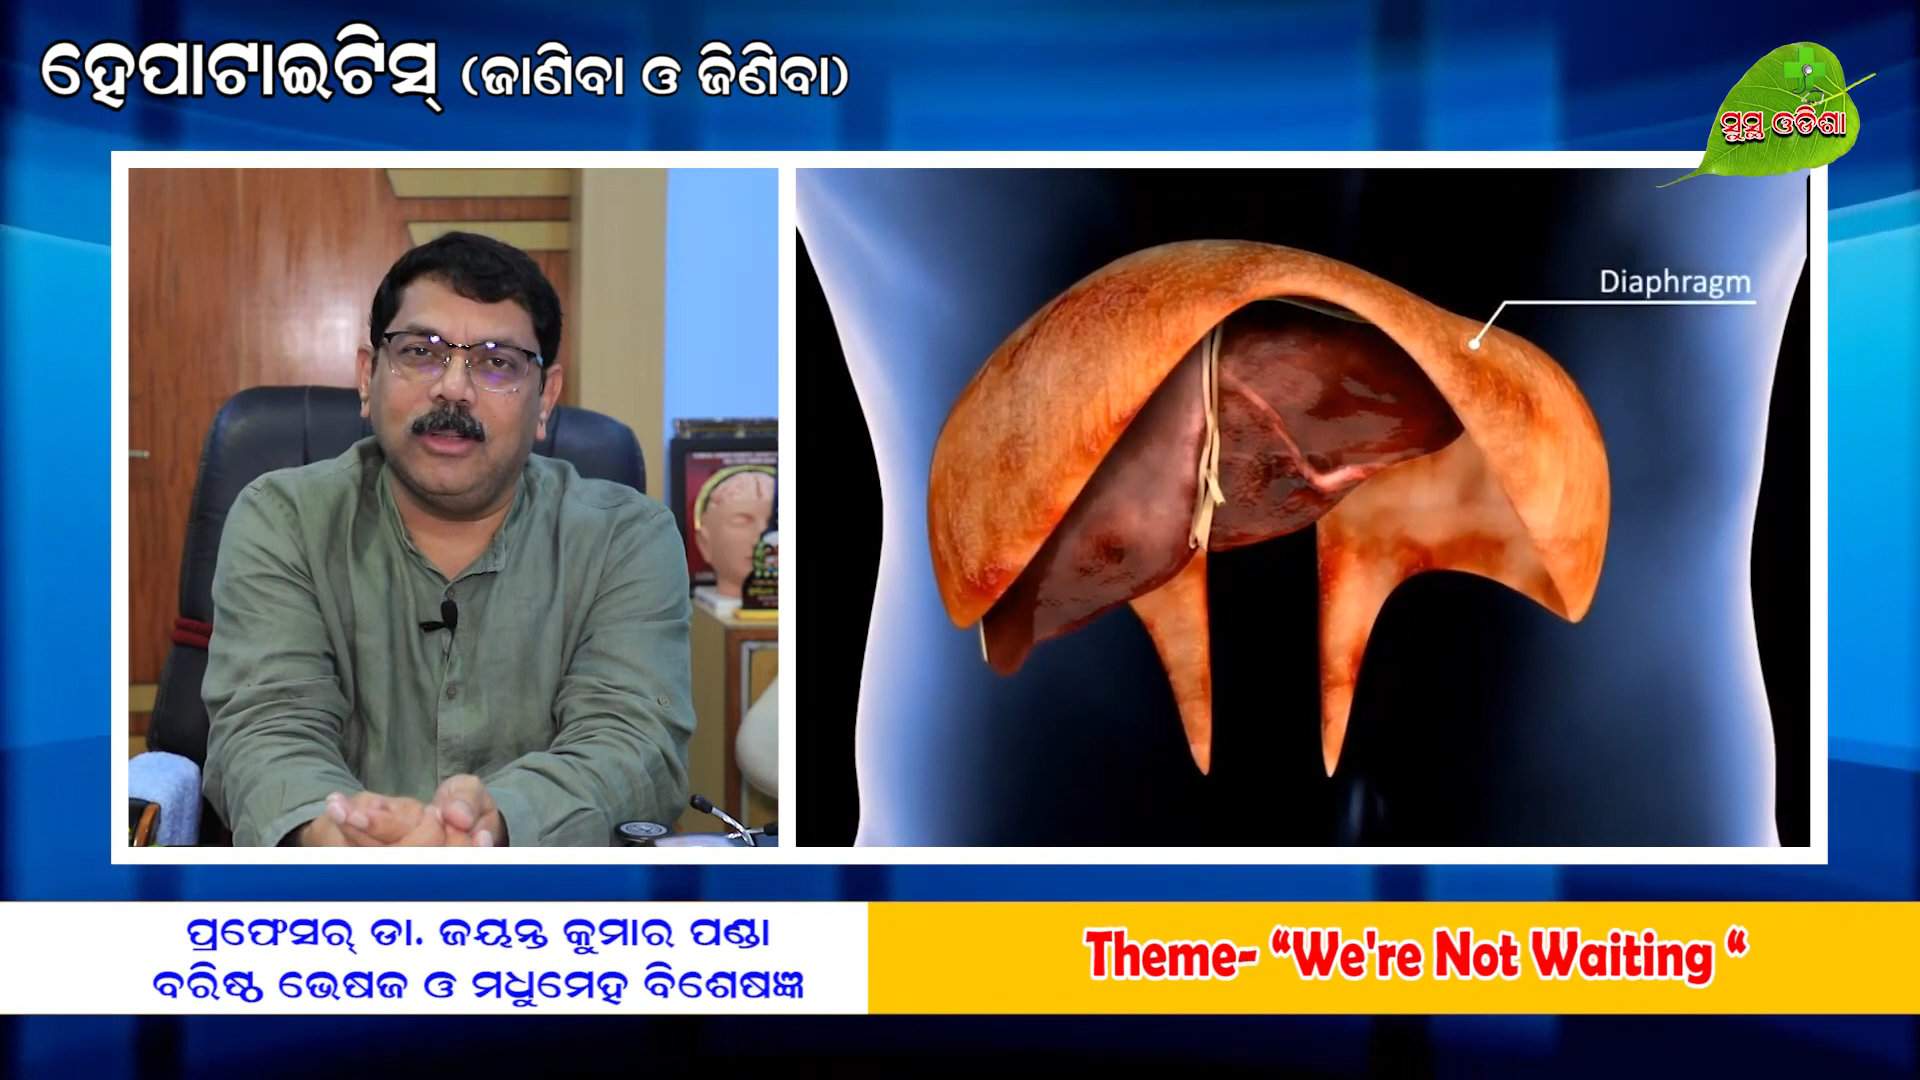 ହେପାଟାଇଟିସ୍ (ଜାଣିବା ଓ ଜିଣିବା)
ସୁସ୍ଥ ଓଡିଶା
Diaphragm
ପ୍ରଫେସର୍ ଡା. ଜୟନ୍ତ କୁମାର ପଣ୍ଡା
ବରିଷ୍ଠ ଭେଷଜ ଓ ମଧୁମେହ ବିଶେଷଜ୍ଞ
Theme- “We're Not Waiting “